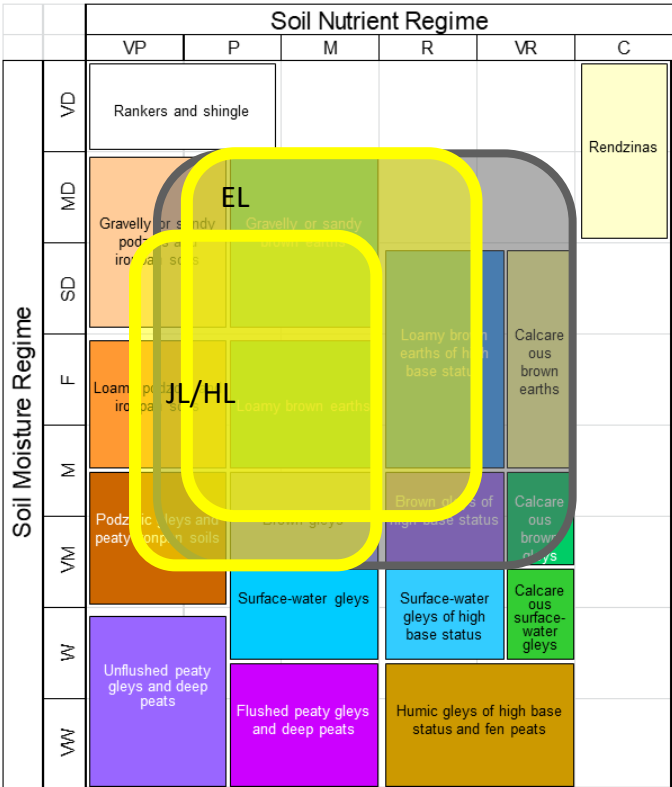 Soil Nutrient Regime
VP P M R VR C
Soil Moisture Regime
VD
MD
SD
F
M
VM
W
VW
Rankers and shingle
Rendzinas
EL
Gravelly or sandy
podzols and
ironpan soils
Gravelly or sandy
brown earths
Loamy brown
earths of high
base status
Calcare
ous
brown
earths
JL/HL
Loamy podzols
ironpan soils
Loamy brown earths
Podzolic gleys and
peaty ironpan soils
Brown gleys
Brown gleys of
high base status
Calcare
ous
brown
gleys
Surface-water gleys
Surface-water
gleys of high
base status
Calcare
ous
surface-
water
gleys
Unflushed peaty
gleys and deep
peats
Flushed peaty gleys
and deep peats
Humic gleys of high base
status and fen peats